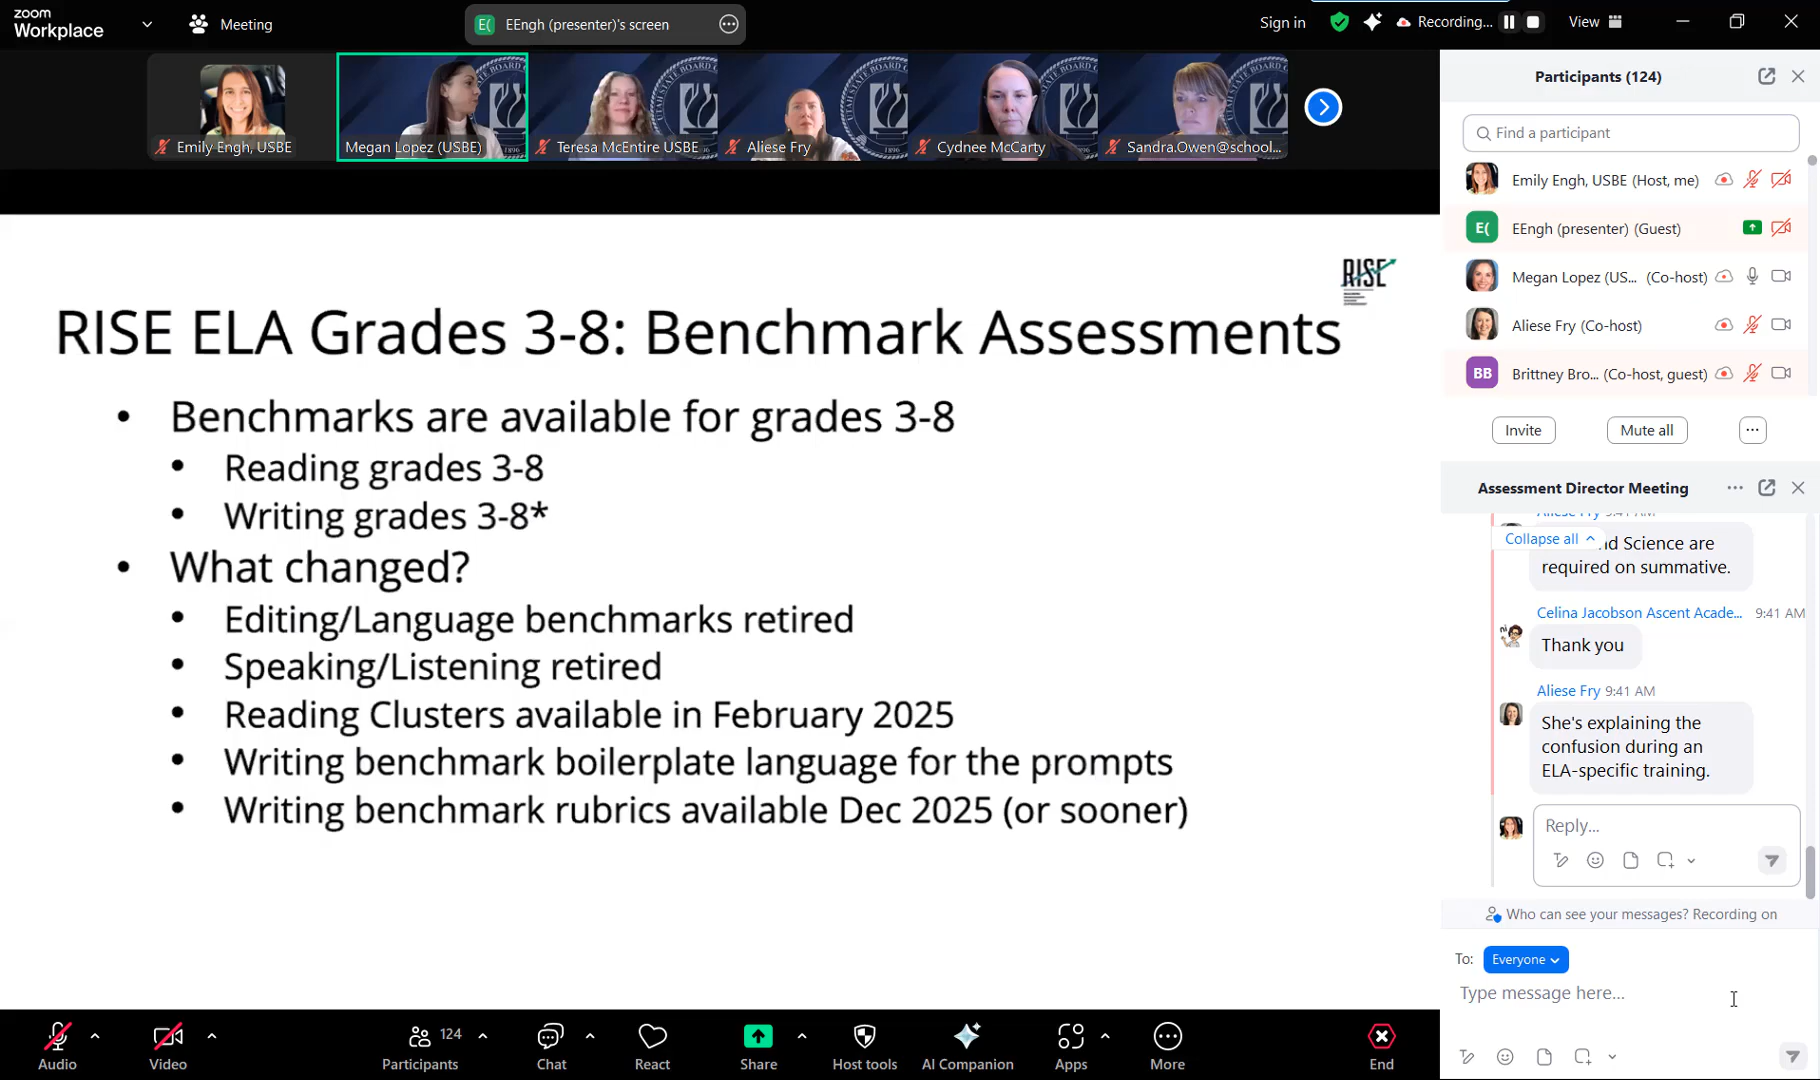 zoom
Workplace
Meeting
E( EEngh (presenter)'s screen
Sign in
Recording...
View
Emily Engh, USBE
Megan Lopez (USBE)
Teresa McEntire USBE
Aliese Fry
Cydnee McCarty
Sandra.Owen@school...
RISE
RISE ELA Grades 3-8: Benchmark Assessments
• Benchmarks are available for grades 3-8
• Reading grades 3-8
• Writing grades 3-8*
• What changed?
• Editing/Language benchmarks retired
• Speaking/Listening retired
• Reading Clusters available in February 2025
• Writing benchmark boilerplate language for the prompts
• Writing benchmark rubrics available Dec 2025 (or sooner)
Participants (124)
Find a participant
Emily Engh, USBE (Host, me)
E( EEngh (presenter) (Guest)
Megan Lopez (US... (Co-host)
Aliese Fry (Co-host)
BB Brittney Bro... (Co-host, guest)
Invite
Mute all
Assessment Director Meeting
Aliese Fry 9:41 AM
Collapse all
Science are
required on summative.
Celina Jacobson Ascent Acade... 9:41 AM
Thank you
Aliese Fry 9:41 AM
She's explaining the
confusion during an
ELA-specific training.
Reply...
Who can see your messages? Recording on
To: Everyone
Type message here...
Audio
Video
124
Participants
Chat
React
Share
Host tools
AI Companion
Apps
More
End